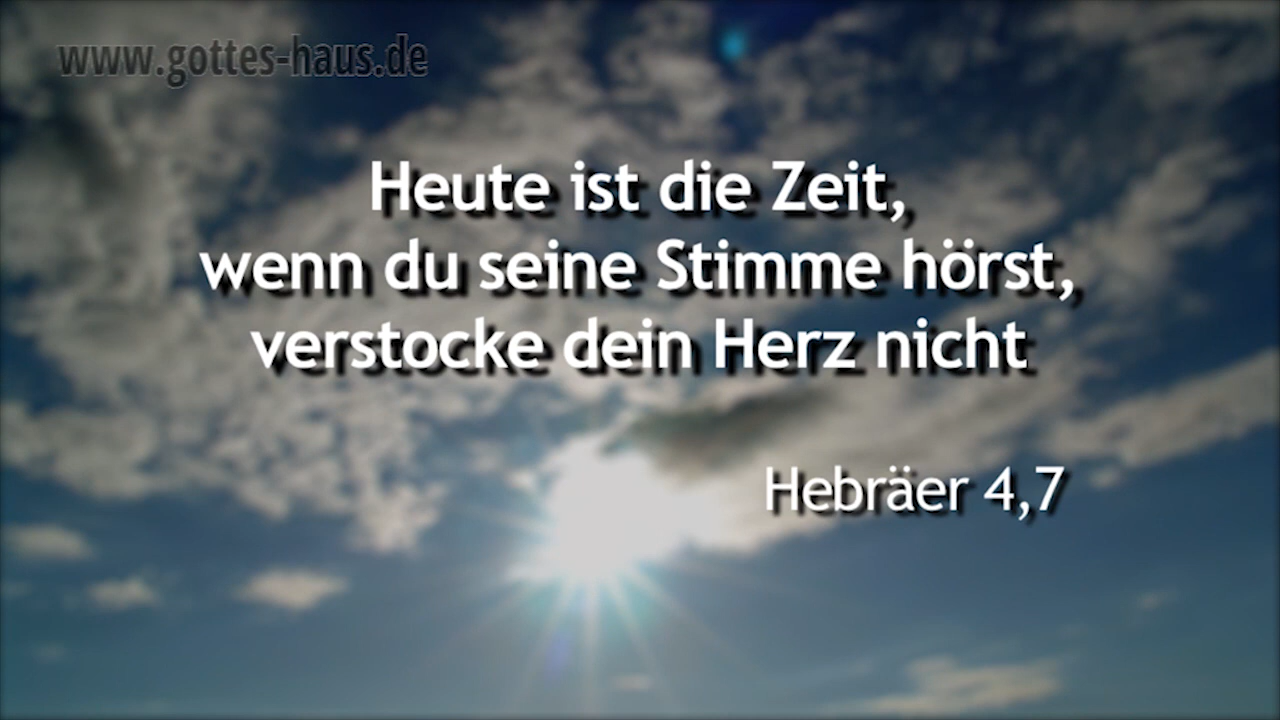 www.gottes-haus.de
Heute ist die Zeit,
wenn du seine Stimme hörst,
verstocke dein Herz nicht
Hebräer 4,7